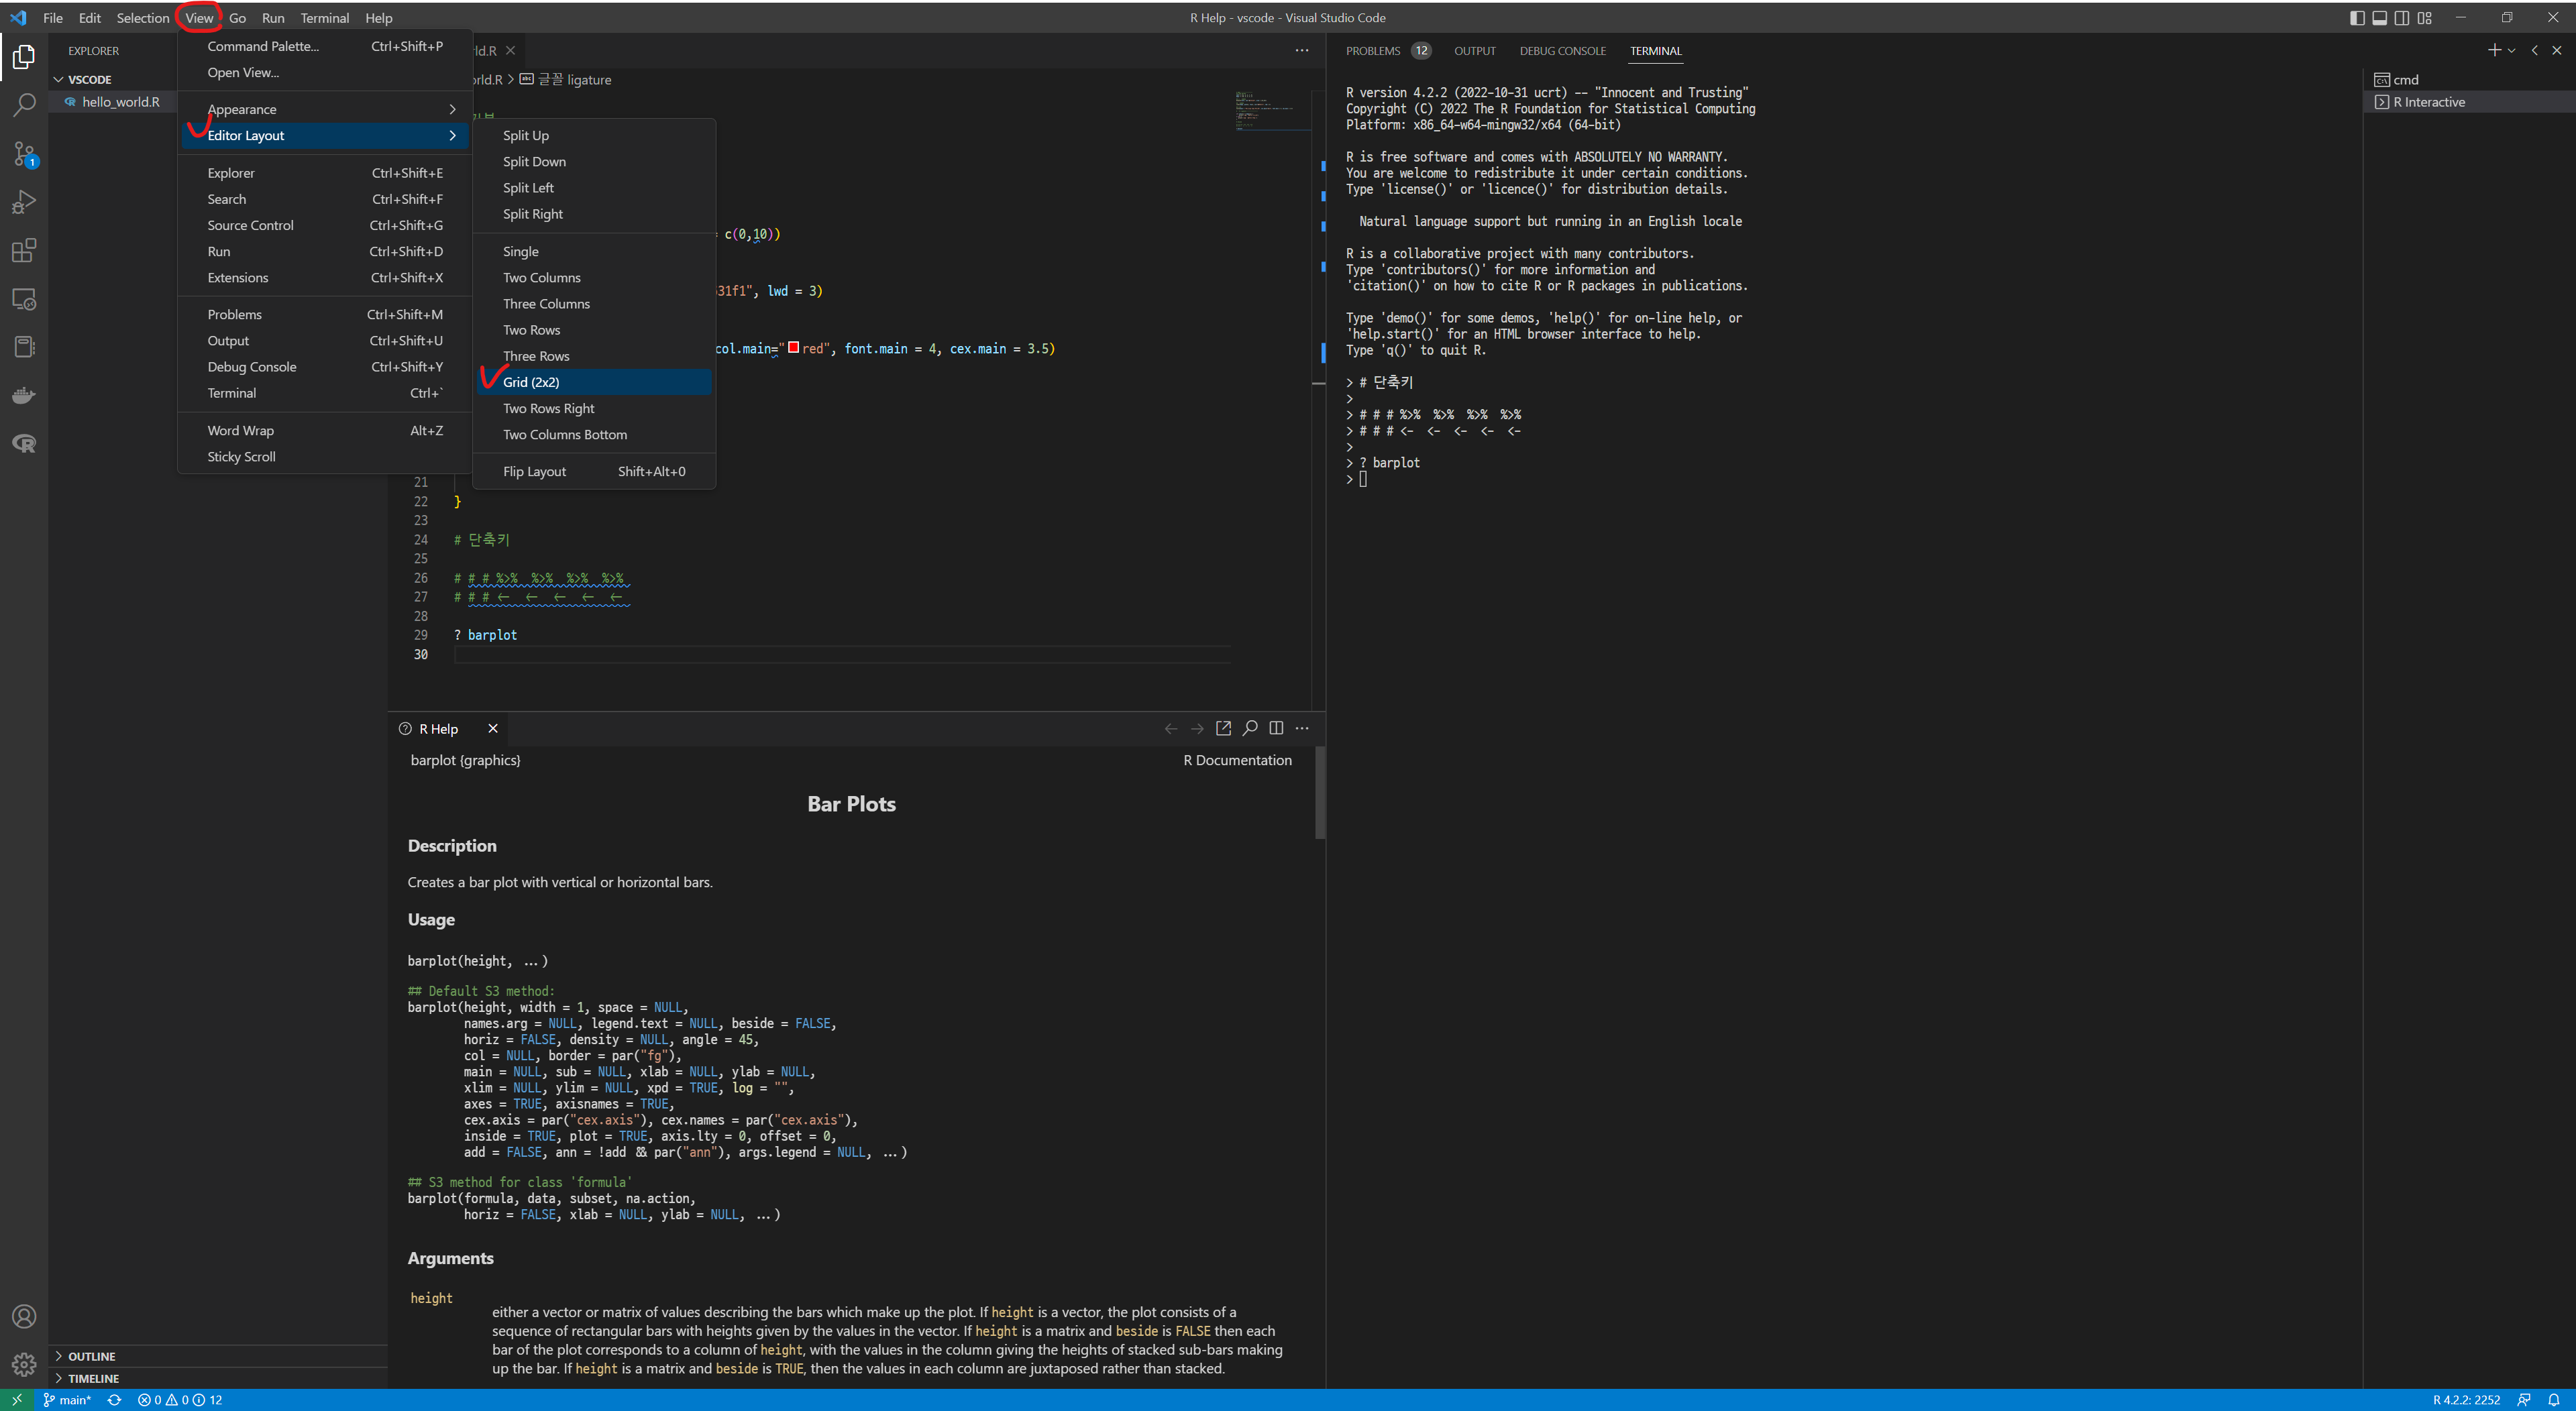 File Edit Selection View Go Run Terminal Help
R Help - vscode - Visual Studio Code
EXPLORER
VSCODE
hello_world.R
1
Command Palette... Ctrl+Shift+P
Open View...
Appearance
Editor Layout
Explorer Ctrl+Shift+E
Search Ctrl+Shift+F
Source Control Ctrl+Shift+G
Run Ctrl+Shift+D
Extensions Ctrl+Shift+X
Problems Ctrl+Shift+M
Output Ctrl+Shift+U
Debug Console Ctrl+Shift+Y
Terminal Ctrl+`
Word Wrap Alt+Z
Sticky Scroll
Split Up
Split Down
Split Left
Split Right
Single
Two Columns
Three Columns
Two Rows
Three Rows
Grid (2x2)
Two Rows Right
Two Columns Bottom
Flip Layout Shift+Alt+0
ld.R
rld.R > 글꼴 ligature
= c(0,10))
31f1", lwd = 3)
col.main="red", font.main = 4, cex.main = 3.5)
21
22 }
23
24 # 단축키
25
26 # # # %>% %>% %>% %>%
27 # # # <- <- <- <- <-
28
29 ? barplot
30
R Help
barplot {graphics} R Documentation
Bar Plots
Description
Creates a bar plot with vertical or horizontal bars.
Usage
barplot(height, ...)
## Default S3 method:
barplot(height, width = 1, space = NULL,
names.arg = NULL, legend.text = NULL, beside = FALSE,
horiz = FALSE, density = NULL, angle = 45,
col = NULL, border = par("fg"),
main = NULL, sub = NULL, xlab = NULL, ylab = NULL,
xlim = NULL, ylim = NULL, xpd = TRUE, log = "",
axes = TRUE, axisnames = TRUE,
cex.axis = par("cex.axis"), cex.names = par("cex.axis"),
inside = TRUE, plot = TRUE, axis.lty = 0, offset = 0,
add = FALSE, ann = !add && par("ann"), args.legend = NULL, ...)
## S3 method for class 'formula'
barplot(formula, data, subset, na.action,
horiz = FALSE, xlab = NULL, ylab = NULL, ...)
Arguments
height
either a vector or matrix of values describing the bars which make up the plot. If height is a vector, the plot consists of a
sequence of rectangular bars with heights given by the values in the vector. If height is a matrix and beside is FALSE then each
bar of the plot corresponds to a column of height, with the values in the column giving the heights of stacked sub-bars making
up the bar. If height is a matrix and beside is TRUE, then the values in each column are juxtaposed rather than stacked.
PROBLEMS 12 OUTPUT DEBUG CONSOLE TERMINAL
R version 4.2.2 (2022-10-31 ucrt) -- "Innocent and Trusting"
Copyright (C) 2022 The R Foundation for Statistical Computing
Platform: x86_64-w64-mingw32/x64 (64-bit)
R is free software and comes with ABSOLUTELY NO WARRANTY.
You are welcome to redistribute it under certain conditions.
Type 'license()' or 'licence()' for distribution details.
Natural language support but running in an English locale
R is a collaborative project with many contributors.
Type 'contributors()' for more information and
'citation()' on how to cite R or R packages in publications.
Type 'demo()' for some demos, 'help()' for on-line help, or
'help.start()' for an HTML browser interface to help.
Type 'q()' to quit R.
> # 단축키
>
> # # # %>% %>% %>% %>%
> # # # <- <- <- <- <-
>
> ? barplot
>
cmd
R Interactive
OUTLINE
TIMELINE
main* 0 0 12
R 4.2.2: 2252